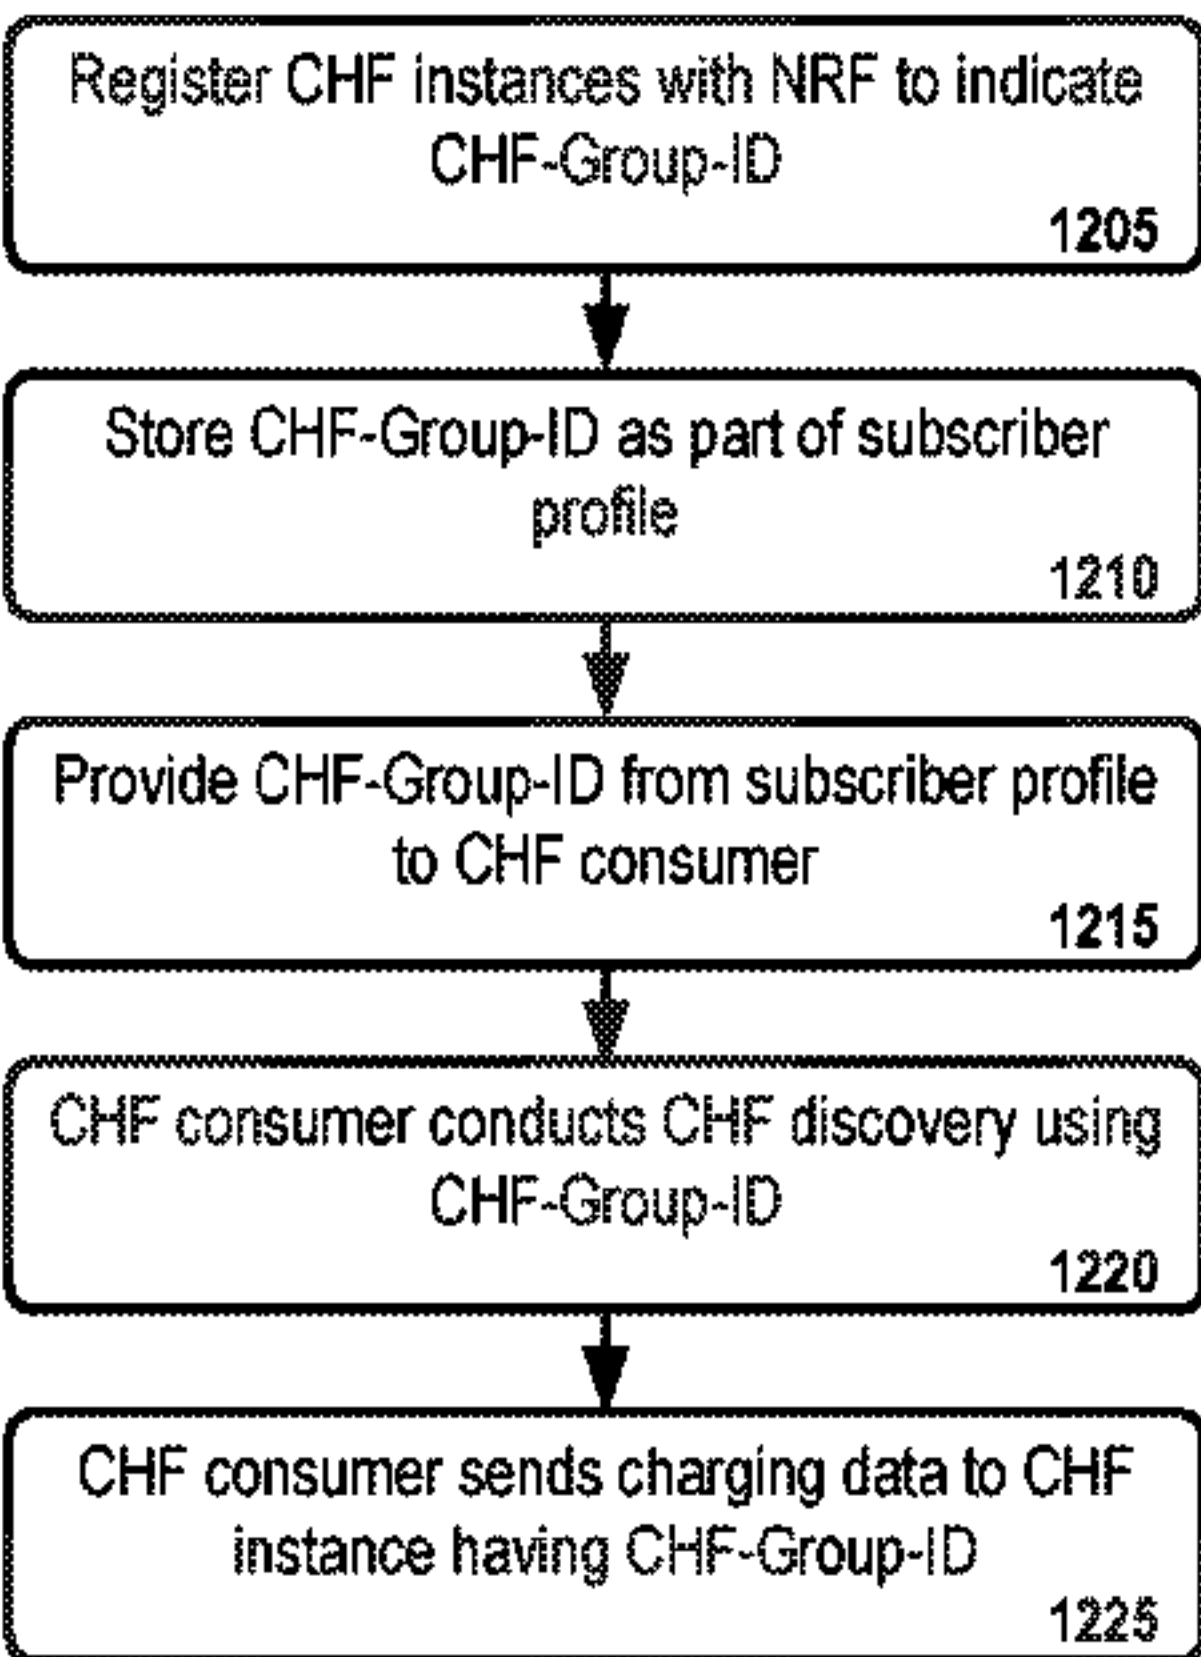 Register CHF instances with NRF to indicate
CHF-Group-ID
1205
Store CHF-Group-ID as part of subscriber
profile
1210
Provide CHF-Group-ID from subscriber profile
to CHF consumer
1215
CHF consumer conducts CHF discovery using
CHF-Group-ID
1220
CHF consumer sends charging data to CHF
instance having CHF-Group-ID
1225